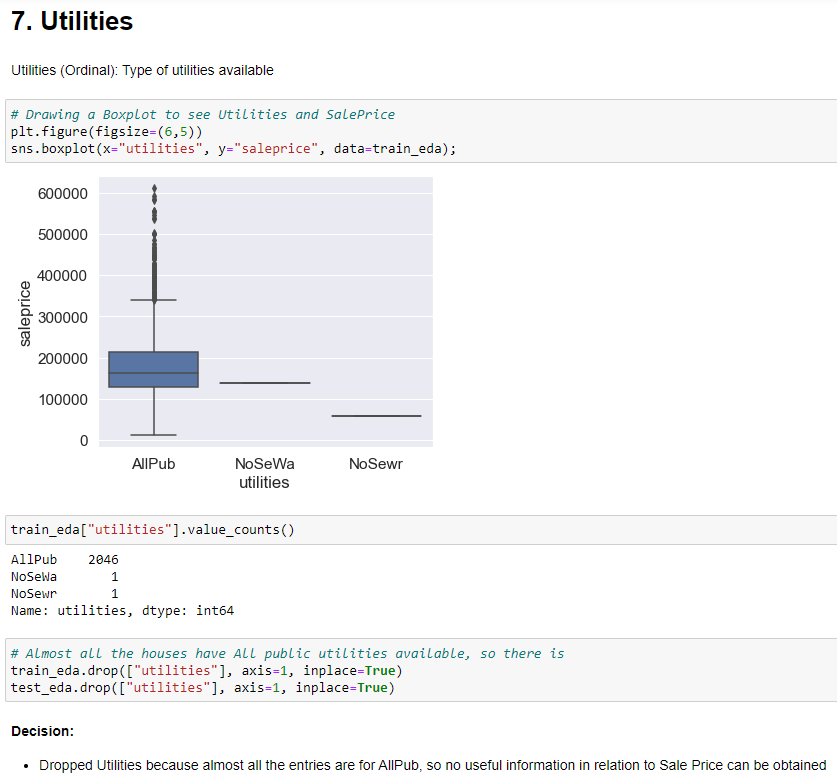 7. Utilities
Utilities (Ordinal): Type of utilities available
# Drawing a Boxplot to see Utilities and SalePrice
plt.figure(figsize=(6,5))
sns.boxplot(x="utilities", y="saleprice", data=train_eda);
600000
500000
400000
300000
200000
100000
0
saleprice
AllPub NoSeWa NoSewr
utilities
train_eda["utilities"].value_counts()
AllPub 2046
NoSeWa 1
NoSewr 1
Name: utilities, dtype: int64
# Almost all the houses have All public utilities available, so there is
train_eda.drop(["utilities"], axis=1, inplace=True)
test_eda.drop(["utilities"], axis=1, inplace=True)
Decision:
• Dropped Utilities because almost all the entries are for AllPub, so no useful information in relation to Sale Price can be obtained